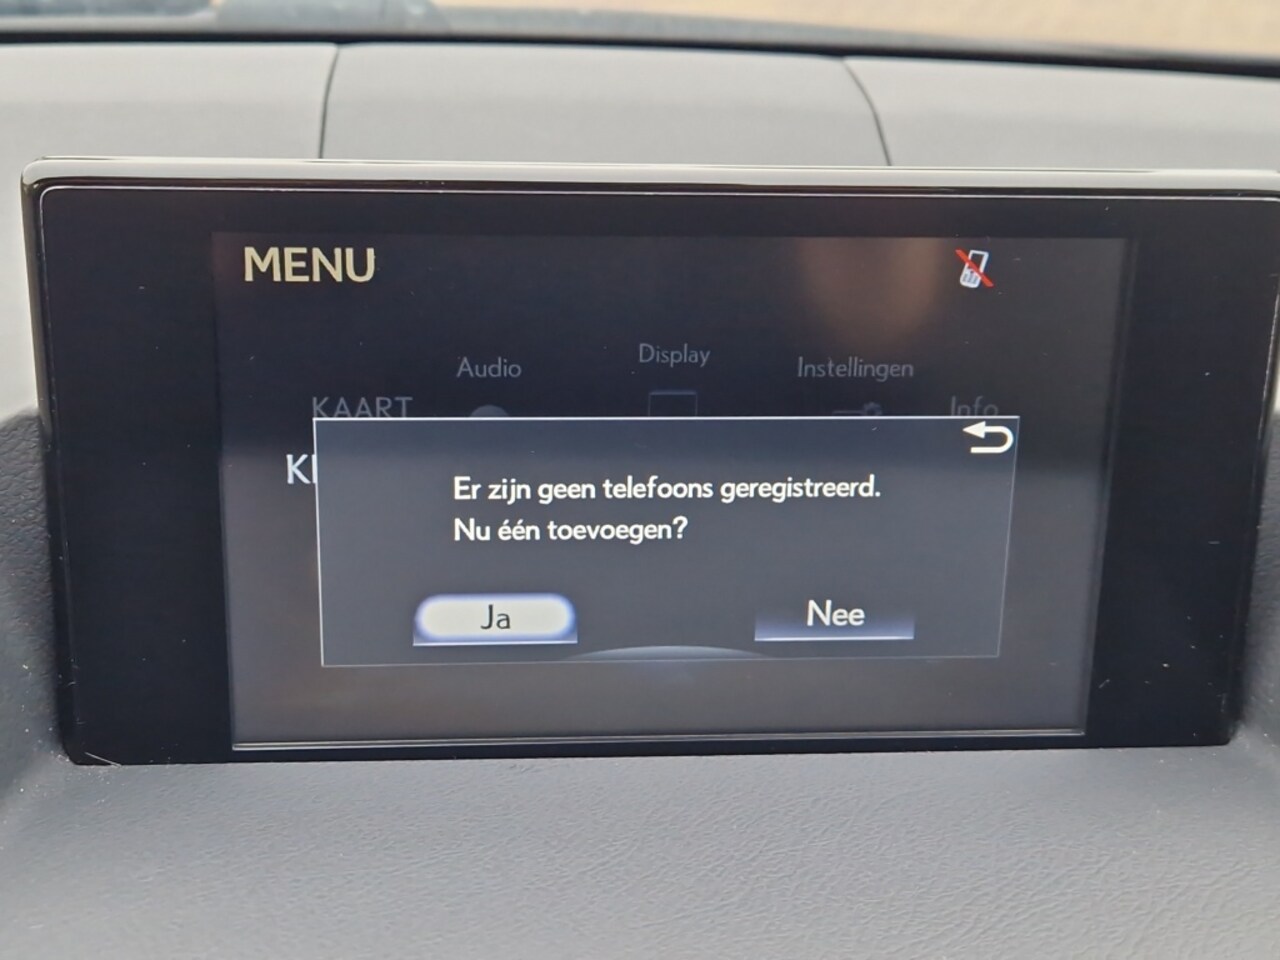 MENU
Audio
Display
Instellingen
KAART
Info
Er zijn geen telefoons geregistreerd.
Nu één toevoegen?
Ja
Nee